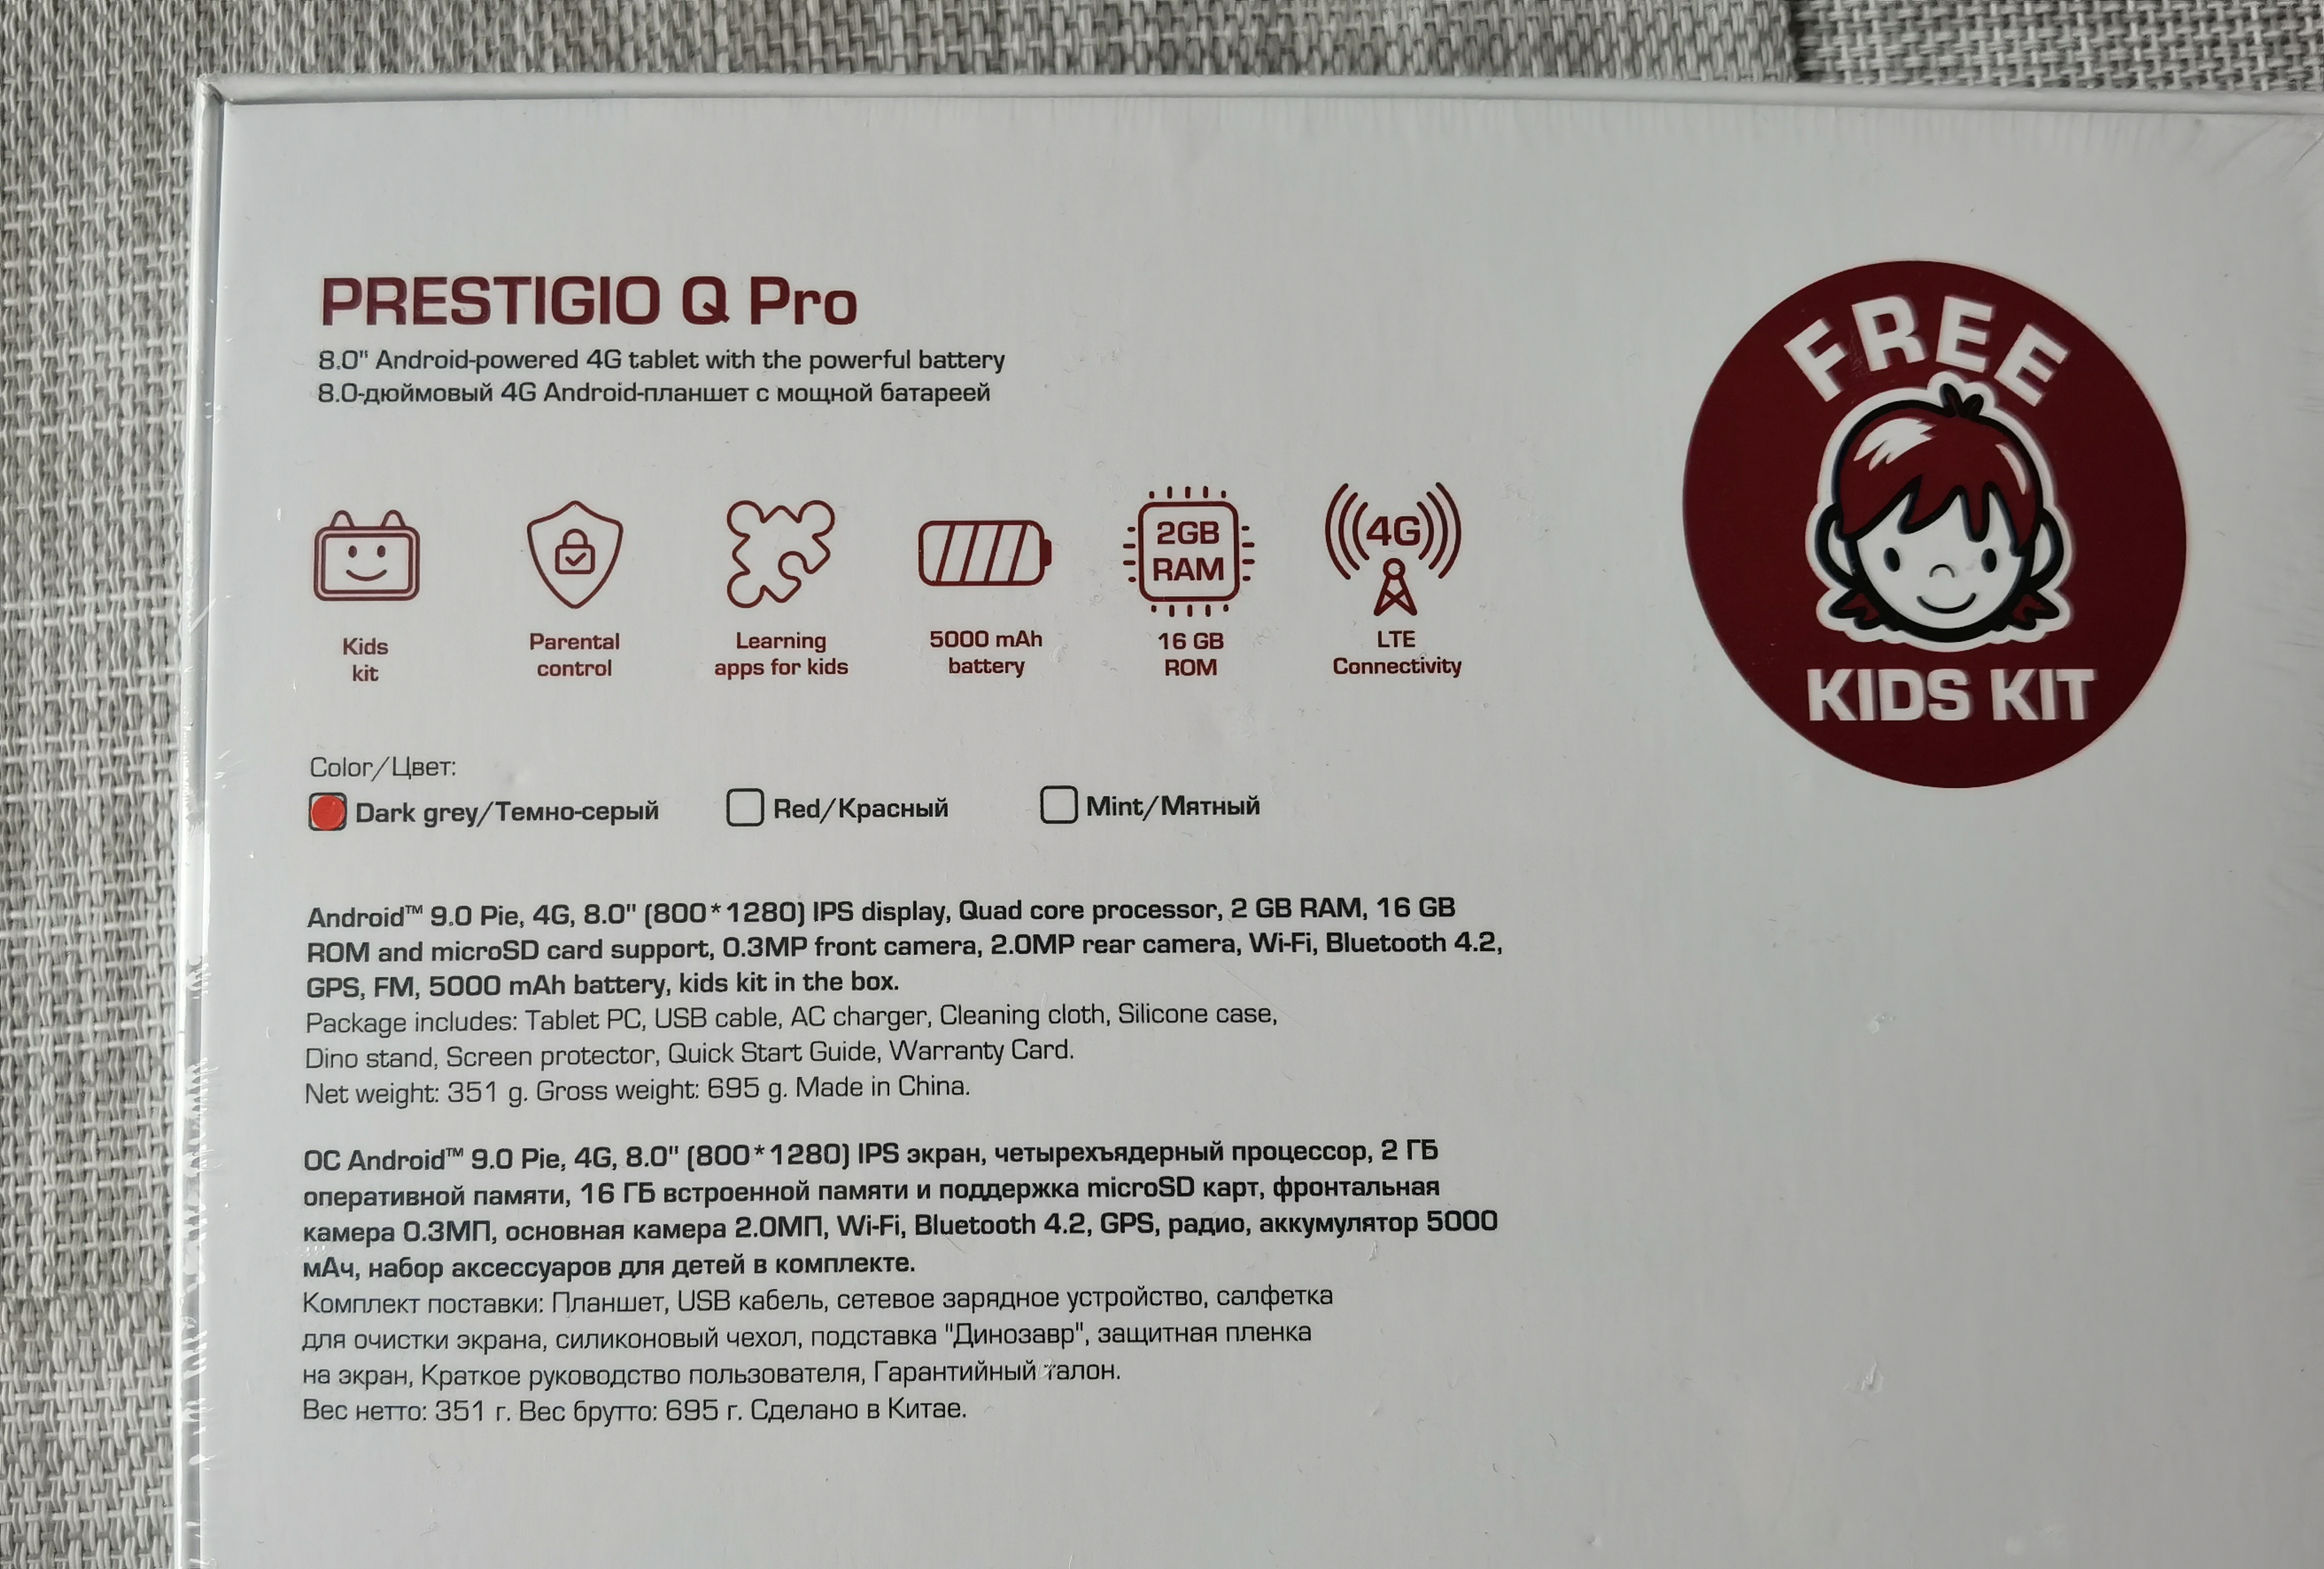 PRESTIGIO Q Pro
8.0" Android-powered 4G tablet with the powerful battery
8.0-дюймовый 4G Android-планшет с мощной батареей
FREE
KIDS KIT
2GB
RAM
4G
Kids
kit
Parental
control
Learning
apps for kids
5000 mAh
battery
16 GB
ROM
LTE
Connectivity
Color/Цвет:
Dark grey/Темно-серый
Red/Красный
Mint/Мятный
Android™ 9.0 Pie, 4G, 8.0" (800*1280) IPS display, Quad core processor, 2 GB RAM, 16 GB
ROM and microSD card support, 0.3MP front camera, 2.0MP rear camera, Wi-Fi, Bluetooth 4.2,
GPS, FM, 5000 mAh battery, kids kit in the box.
Package includes: Tablet PC, USB cable, AC charger, Cleaning cloth, Silicone case,
Dino stand, Screen protector, Quick Start Guide, Warranty Card.
Net weight: 351 g. Gross weight: 695 g. Made in China.
ОС Android™ 9.0 Pie, 4G, 8.0" (800*1280) IPS экран, четырехъядерный процессор, 2 ГБ
оперативной памяти, 16 ГБ встроенной памяти и поддержка microSD карт, фронтальная
камера 0.3МП, основная камера 2.0МП, Wi-Fi, Bluetooth 4.2, GPS, радио, аккумулятор 5000
мАч, набор аксессуаров для детей в комплекте.
Комплект поставки: Планшет, USB кабель, сетевое зарядное устройство, салфетка
для очистки экрана, силиконовый чехол, подставка "Динозавр", защитная пленка
на экран, Краткое руководство пользователя, Гарантийный талон.
Вес нетто: 351 г. Вес брутто: 695 г. Сделано в Китае.